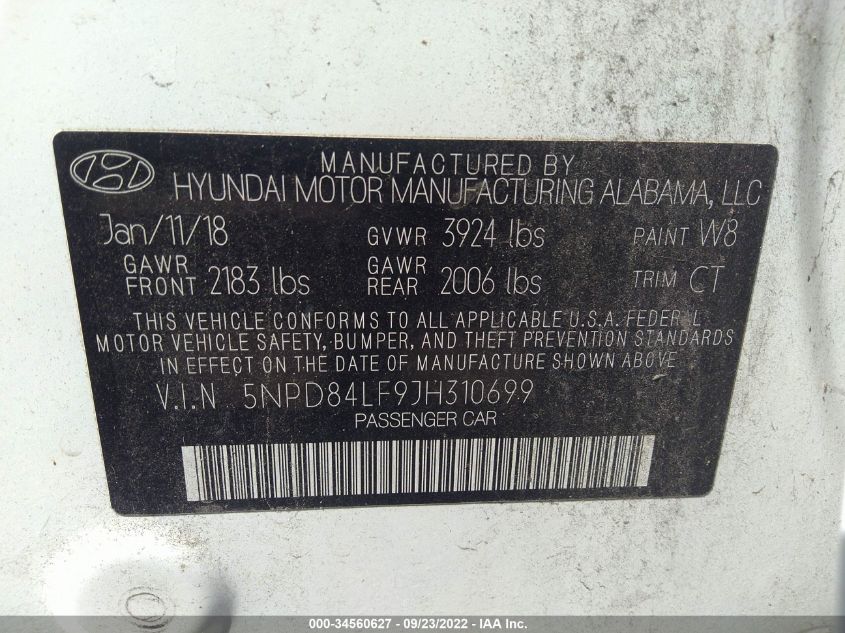 MANUFACTURED BY
HYUNDAI MOTOR MANUFACTURING ALABAMA, LLC
Jan/11/18 GVWR 3924 lbs PAINT W8
GAWR FRONT 2183 lbs GAWR REAR 2006 lbs TRIM CT
THIS VEHICLE CONFORMS TO ALL APPLICABLE U.S.A. FEDERAL
MOTOR VEHICLE SAFETY, BUMPER, AND THEFT PREVENTION STANDARDS
IN EFFECT ON THE DATE OF MANUFACTURE SHOWN ABOVE
V.I.N 5NPD84LF9JH310699
PASSENGER CAR
000-34560627 - 09/23/2022 - IAA Inc.